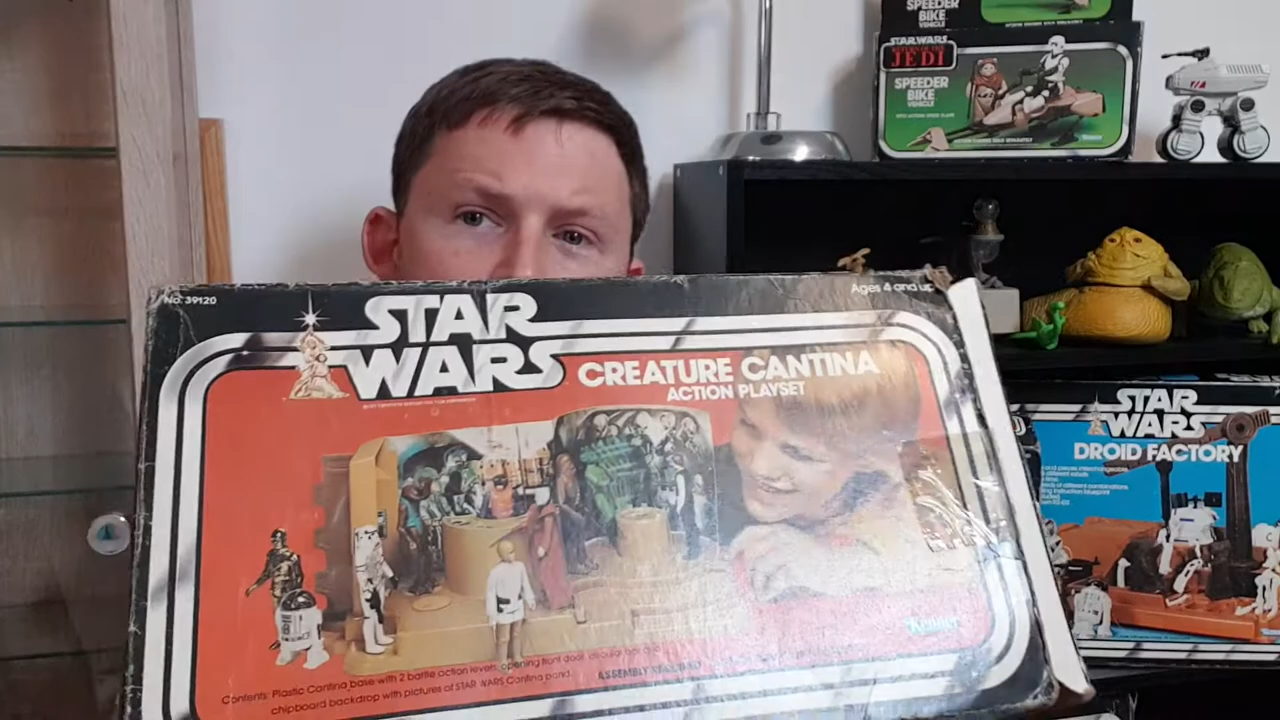 SPEEDER
BIKE
VEHICLE
STAR WARS
RETURN OF THE
JEDI
SPEEDER
BIKE
VEHICLE
Kenner
No. 39120
Ages 4 and up
STAR
WARS
CREATURE CANTINA
ACTION PLAYSET
Kenner
Contents: Plastic Cantina base with 2 battle action levers, opening front door
chipboard backdrop with pictures of STAR WARS Cantina band.
ASSEMBLY REQUIRED
STAR
WARS
DROID FACTORY